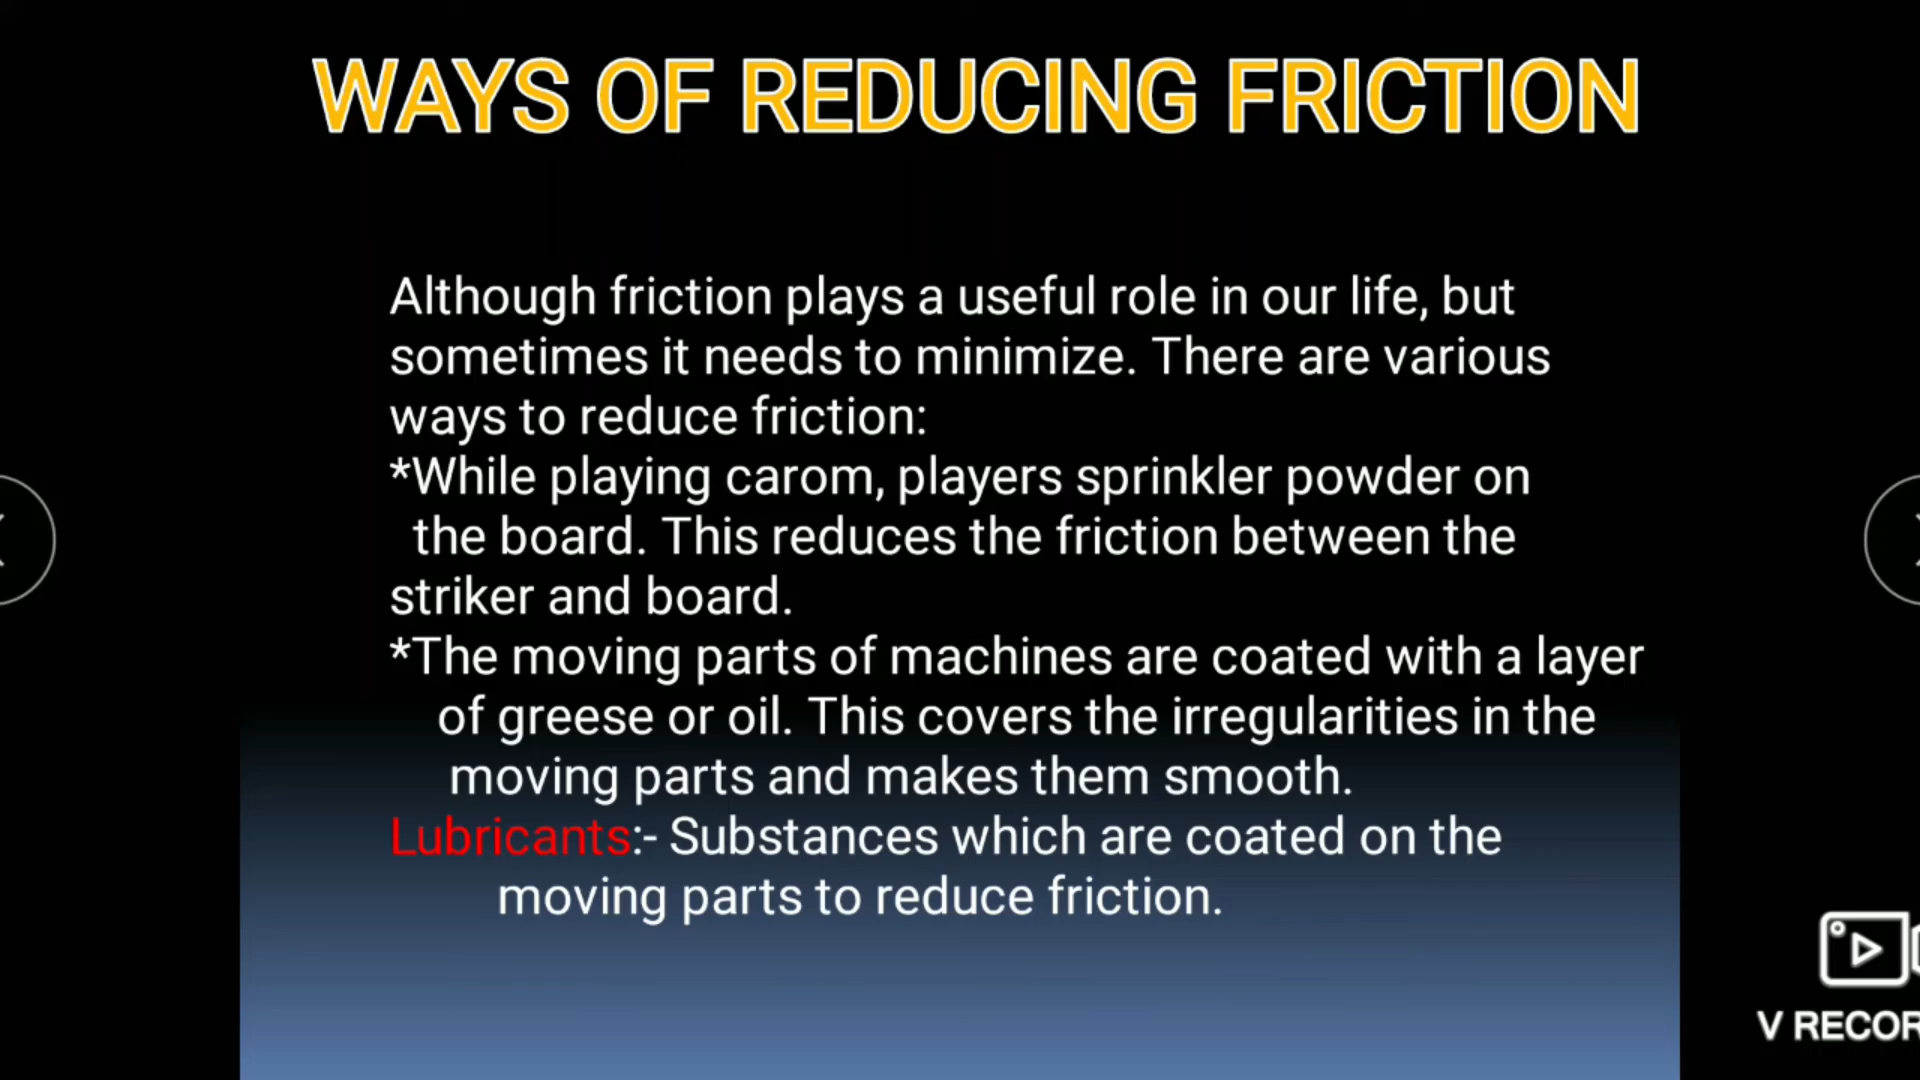 WAYS OF REDUCING FRICTION
Although friction plays a useful role in our life, but
sometimes it needs to minimize. There are various
ways to reduce friction:
*While playing carom, players sprinkler powder on
the board. This reduces the friction between the
striker and board.
*The moving parts of machines are coated with a layer
of greese or oil. This covers the irregularities in the
moving parts and makes them smooth.
Lubricants:- Substances which are coated on the
moving parts to reduce friction.
V RECOR